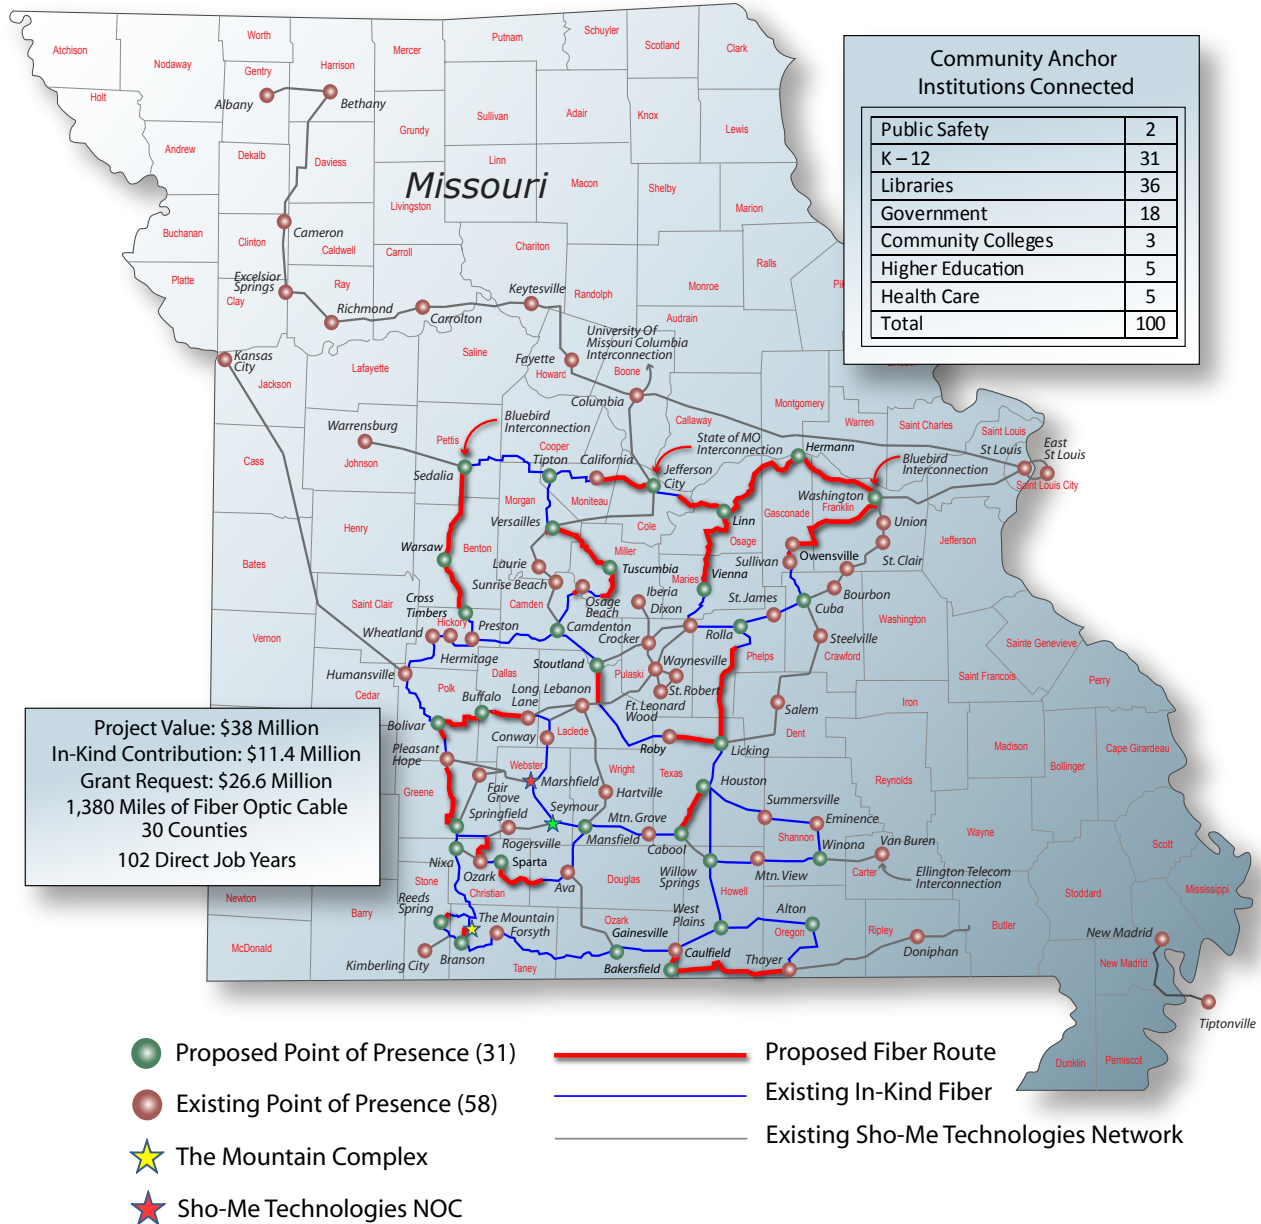 Missouri
Community Anchor
Institutions Connected
Public Safety 2
K – 12 31
Libraries 36
Government 18
Community Colleges 3
Higher Education 5
Health Care 5
Total 100
Project Value: $38 Million
In-Kind Contribution: $11.4 Million
Grant Request: $26.6 Million
1,380 Miles of Fiber Optic Cable
30 Counties
102 Direct Job Years
Atchison
Nodaway
Worth
Gentry
Harrison
Mercer
Putnam
Schuyler
Scotland
Clark
Holt
Andrew
Dekalb
Daviess
Grundy
Sullivan
Adair
Knox
Lewis
Linn
Macon
Shelby
Marion
Livingston
Buchanan
Clinton
Caldwell
Carroll
Chariton
Ralls
Platte
Clay
Ray
Randolph
Monroe
Audrain
Saline
Lafayette
Jackson
Howard
Boone
Callaway
Montgomery
Warren
Saint Charles
Saint Louis
Saint Louis City
Pettis
Johnson
Cooper
Cass
Morgan
Moniteau
Cole
Osage
Gasconade
Franklin
Jefferson
Henry
Benton
Miller
Maries
Bates
Saint Clair
Hickory
Camden
Washington
Sainte Genevieve
Vernon
Cedar
Polk
Dallas
Pulaski
Phelps
Crawford
Saint Francois
Perry
Iron
Laclede
Dent
Madison
Bollinger
Cape Girardeau
Webster
Wright
Texas
Reynolds
Greene
Shannon
Wayne
Scott
Carter
Stoddard
Mississippi
Newton
Stone
Christian
Douglas
Howell
Barry
Ozark
Oregon
Ripley
Butler
McDonald
Taney
New Madrid
Dunklin
Pemiscot
Albany
Bethany
Cameron
Excelsior
Springs
Richmond
Carrolton
Keytesville
Fayette
University Of
Missouri Columbia
Interconnection
Columbia
Kansas
City
Warrensburg
Bluebird
Interconnection
Sedalia
Tipton
California
State of MO
Interconnection
Jefferson
City
Hermann
Bluebird
Interconnection
Washington
St Louis
East
St Louis
Versailles
Linn
Union
Owensville
Sullivan
St. Clair
Bourbon
Warsaw
Laurie
Sunrise Beach
Tuscumbia
Osage
Beach
Vienna
Iberia
Dixon
St. James
Cuba
Cross
Timbers
Wheatland
Preston
Hermitage
Camdenton
Crocker
Rolla
Steelville
Humansville
Stoutland
Waynesville
St. Robert
Ft. Leonard
Wood
Salem
Buffalo
Long
Lane
Lebanon
Bolivar
Conway
Roby
Licking
Pleasant
Hope
Marshfield
Fair
Grove
Hartville
Houston
Summersville
Eminence
Springfield
Seymour
Rogersville
Mansfield
Mtn. Grove
Cabool
Winona
Van Buren
Ellington Telecom
Interconnection
Nixa
Ozark
Sparta
Ava
Willow
Springs
Mtn. View
Reeds
Spring
The Mountain
Forsyth
Gainesville
West
Plains
Alton
Kimberling City
Branson
Bakersfield
Caulfield
Thayer
Doniphan
New Madrid
Tiptonville
Proposed Point of Presence (31)
Existing Point of Presence (58)
The Mountain Complex
Sho-Me Technologies NOC
Proposed Fiber Route
Existing In-Kind Fiber
Existing Sho-Me Technologies Network